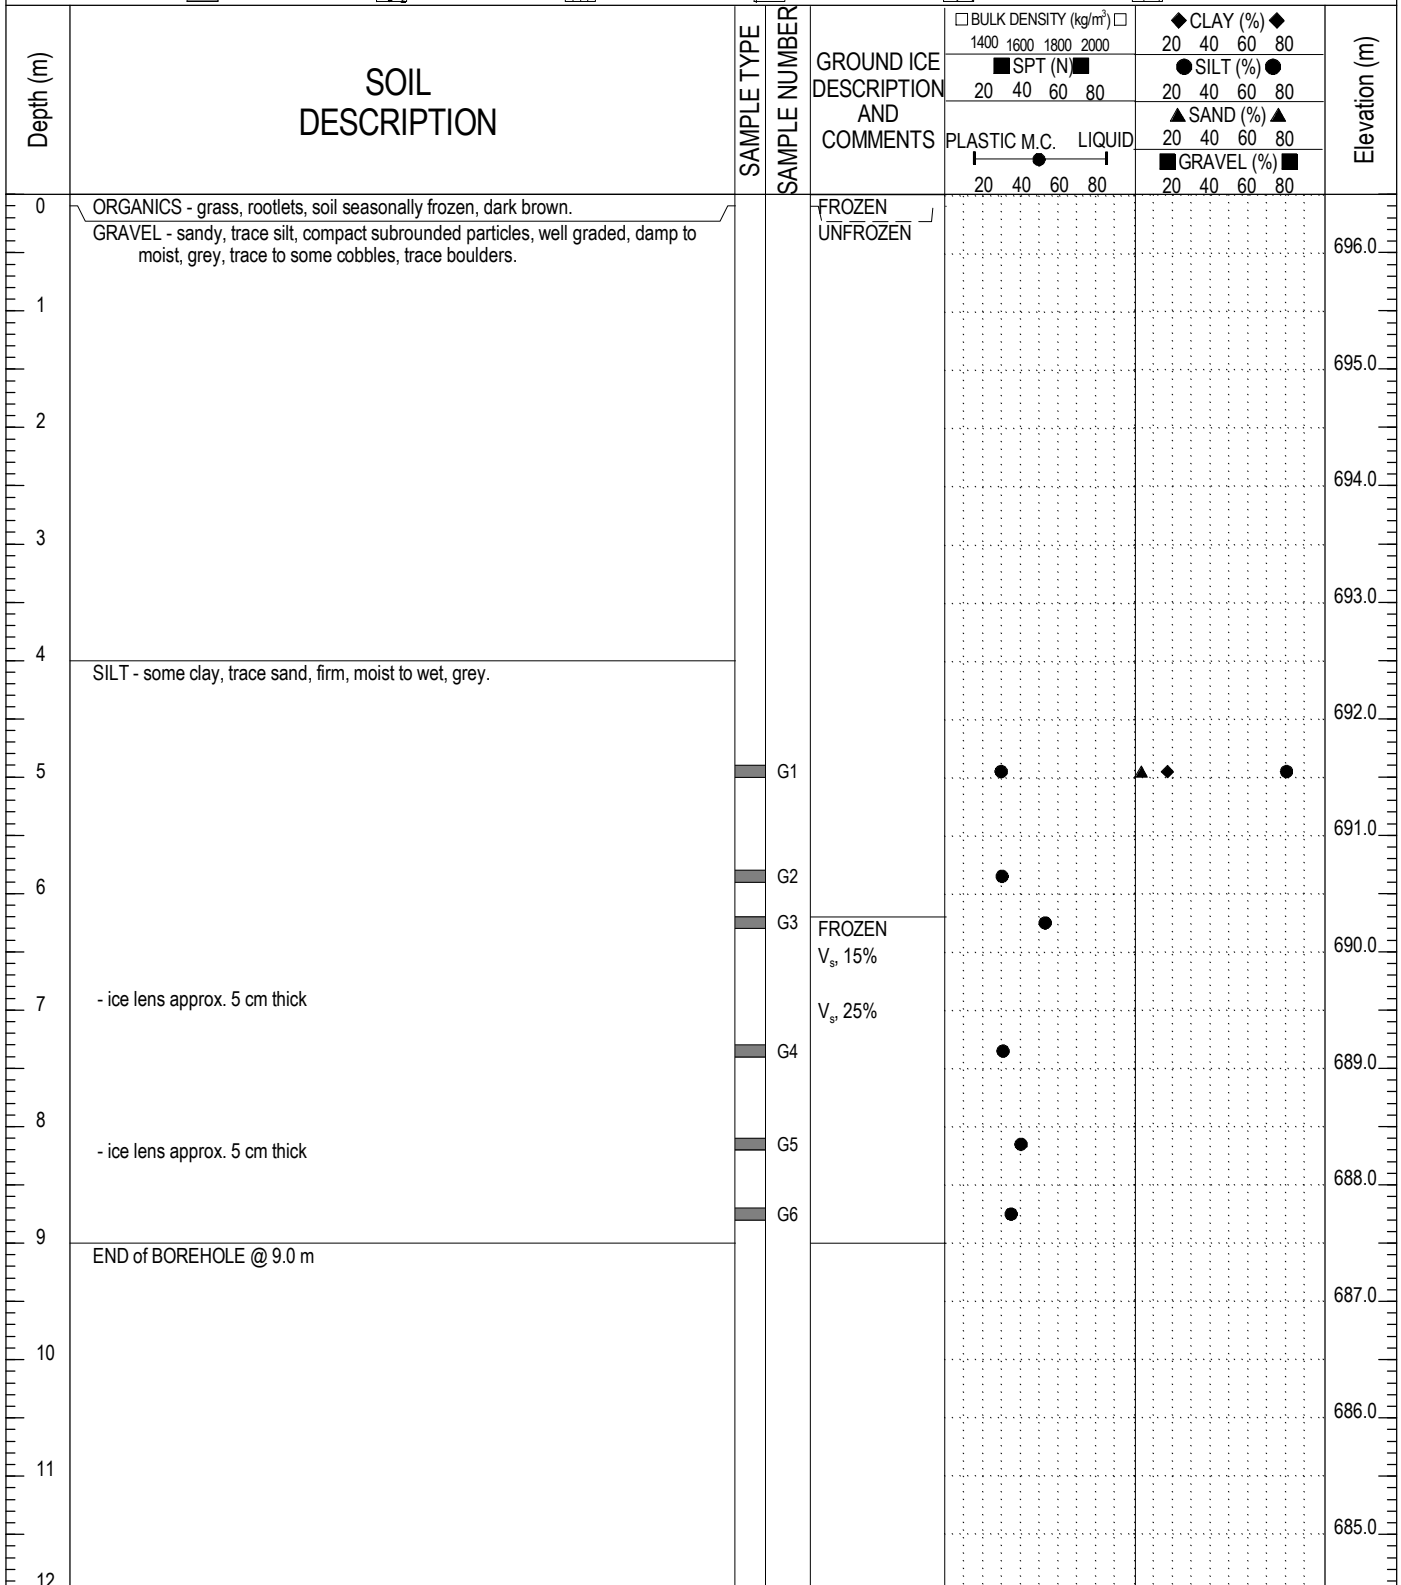 Depth (m)
SOIL
DESCRIPTION
SAMPLE TYPE
SAMPLE NUMBER
GROUND ICE
DESCRIPTION
AND
COMMENTS
□ BULK DENSITY (kg/m³) □
1400 1600 1800 2000
■ SPT (N) ■
20 40 60 80
PLASTIC M.C. LIQUID
20 40 60 80
◆ CLAY (%) ◆
20 40 60 80
● SILT (%) ●
20 40 60 80
▲ SAND (%) ▲
20 40 60 80
■ GRAVEL (%) ■
20 40 60 80
Elevation (m)
0
ORGANICS - grass, rootlets, soil seasonally frozen, dark brown.
FROZEN
GRAVEL - sandy, trace silt, compact subrounded particles, well graded, damp to
UNFROZEN
moist, grey, trace to some cobbles, trace boulders.
696.0
1
695.0
2
694.0
3
693.0
4
SILT - some clay, trace sand, firm, moist to wet, grey.
692.0
5
G1
691.0
6
G2
G3
FROZEN
690.0
Vs, 15%
7
- ice lens approx. 5 cm thick
Vs, 25%
G4
689.0
8
G5
- ice lens approx. 5 cm thick
688.0
G6
9
END of BOREHOLE @ 9.0 m
687.0
10
686.0
11
685.0
12